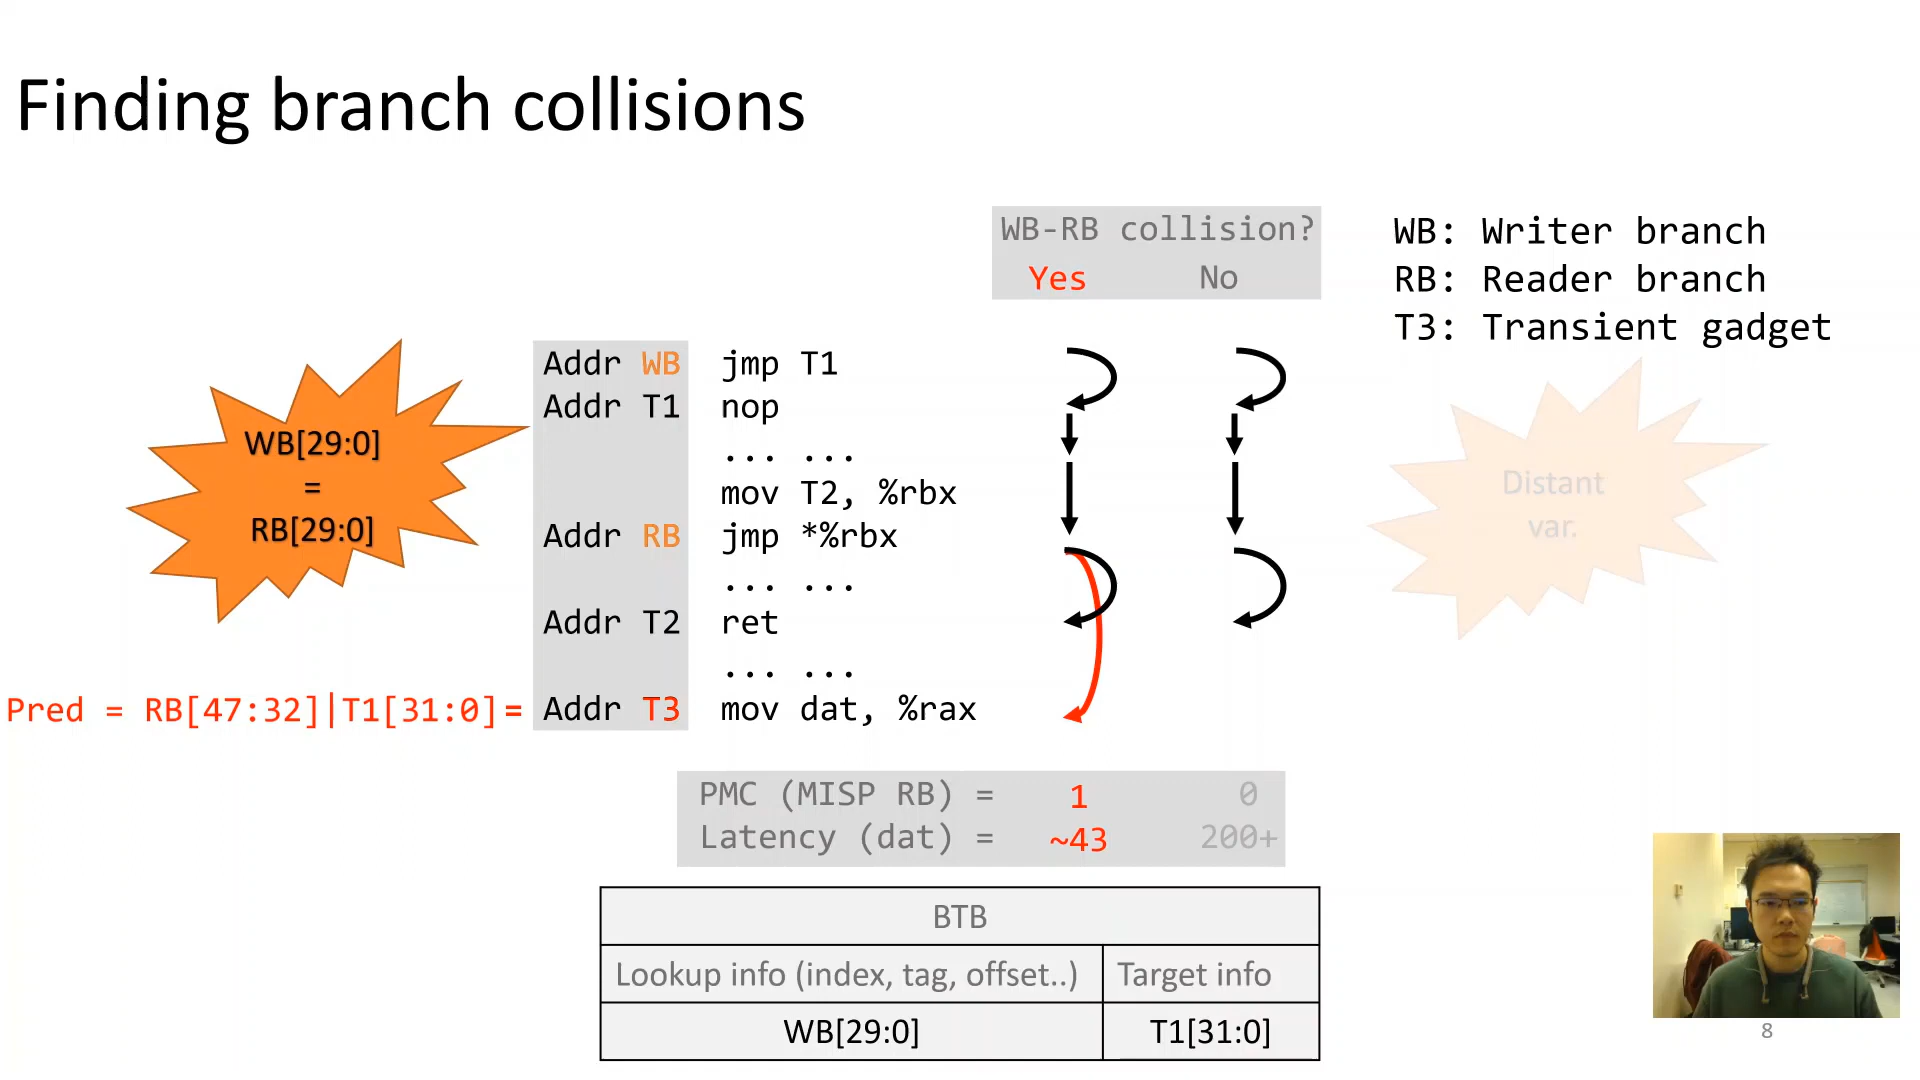 Finding branch collisions
WB-RB collision?
Yes No
WB: Writer branch
RB: Reader branch
T3: Transient gadget
WB[29:0]
=
RB[29:0]
Addr WB jmp T1
Addr T1 nop
... ...
mov T2, %rbx
Addr RB jmp *%rbx
... ...
Addr T2 ret
... ...
Pred = RB[47:32]|T1[31:0]= Addr T3 mov dat, %rax
Distant
var.
PMC (MISP RB) = 1 0
Latency (dat) = ~43 200+
BTB
Lookup info (index, tag, offset..) Target info
WB[29:0] T1[31:0]
8